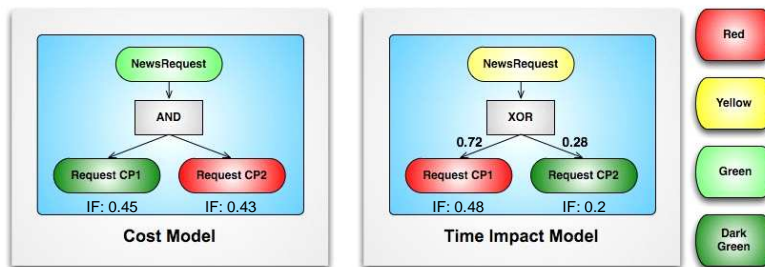 NewsRequest
AND
Request CP1
Request CP2
IF: 0.45
IF: 0.43
Cost Model
NewsRequest
XOR
0.72
0.28
Request CP1
Request CP2
IF: 0.48
IF: 0.2
Time Impact Model
Red
Yellow
Green
Dark
Green